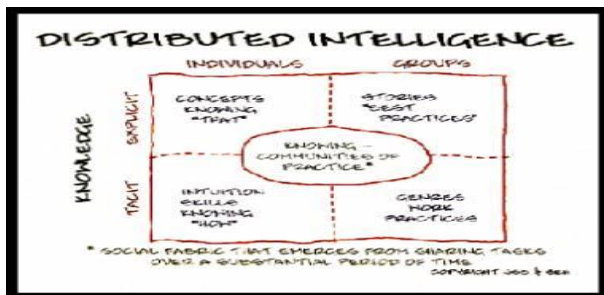 DISTRIBUTED INTELLIGENCE
INDIVIDUALS GROUPS
KNOWLEDGE
EXPLICIT
TACIT
CONCEPTS
KNOWING
"THAT"
STORIES
"BEST
PRACTICES"
KNOWING –
COMMUNITIES OF
PRACTICE*
INTUITION
SKILLS
KNOWING
"HOW"
GENRES
WORK
PRACTICES
* SOCIAL FABRIC THAT EMERGES FROM SHARING TASKS
OVER A SUBSTANTIAL PERIOD OF TIME
COPYRIGHT JSB &